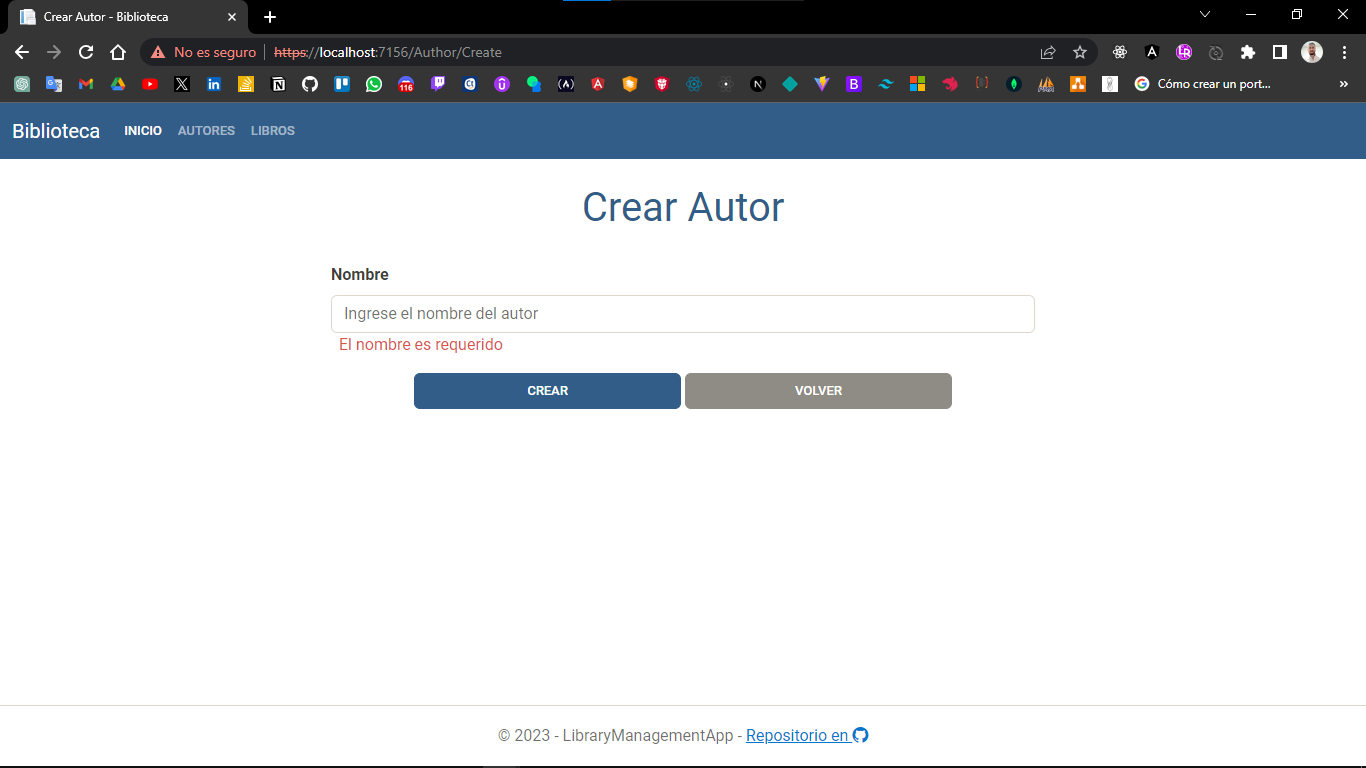 Crear Autor - Biblioteca
No es seguro
https://localhost:7156/Author/Create
116
Cómo crear un port...
Biblioteca
INICIO
AUTORES
LIBROS
Crear Autor
Nombre
Ingrese el nombre del autor
El nombre es requerido
CREAR
VOLVER
© 2023 - LibraryManagementApp - Repositorio en